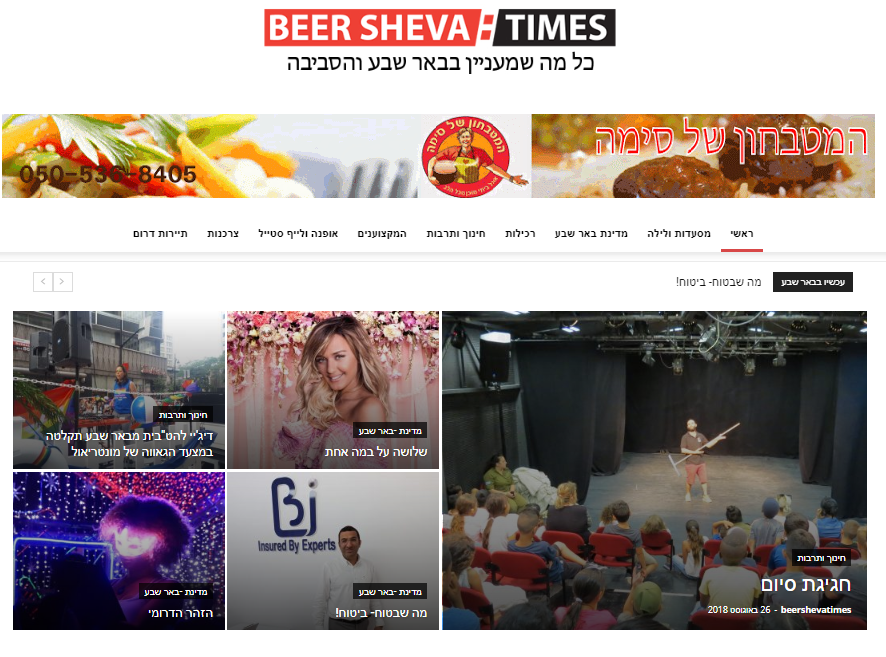 BEER SHEVA TIMES
כל מה שמעניין בבאר שבע והסביבה
המטבחון של סימה
המטבחון של סימה
050-536-8405
ראשי
מסעדות ולילה
מדינת באר שבע
רכילות
חינוך ותרבות
המקצוענים
אופנה ולייף סטייל
צרכנות
תיירות דרום
עכשיו בבאר שבע
מה שבטוח- ביטוח!
חינוך ותרבות
חגיגת סיום
beershevatimes - 26 באוגוסט 2018
מדינת -באר שבע
שלושה על במה אחת
חינוך ותרבות
דיג'יי להט"בית מבאר שבע תקלטה
במצעד הגאווה של מונטריאול
Bj
Insured By Experts
מדינת -באר שבע
מה שבטוח- ביטוח!
מדינת -באר שבע
הזהר הדרומי